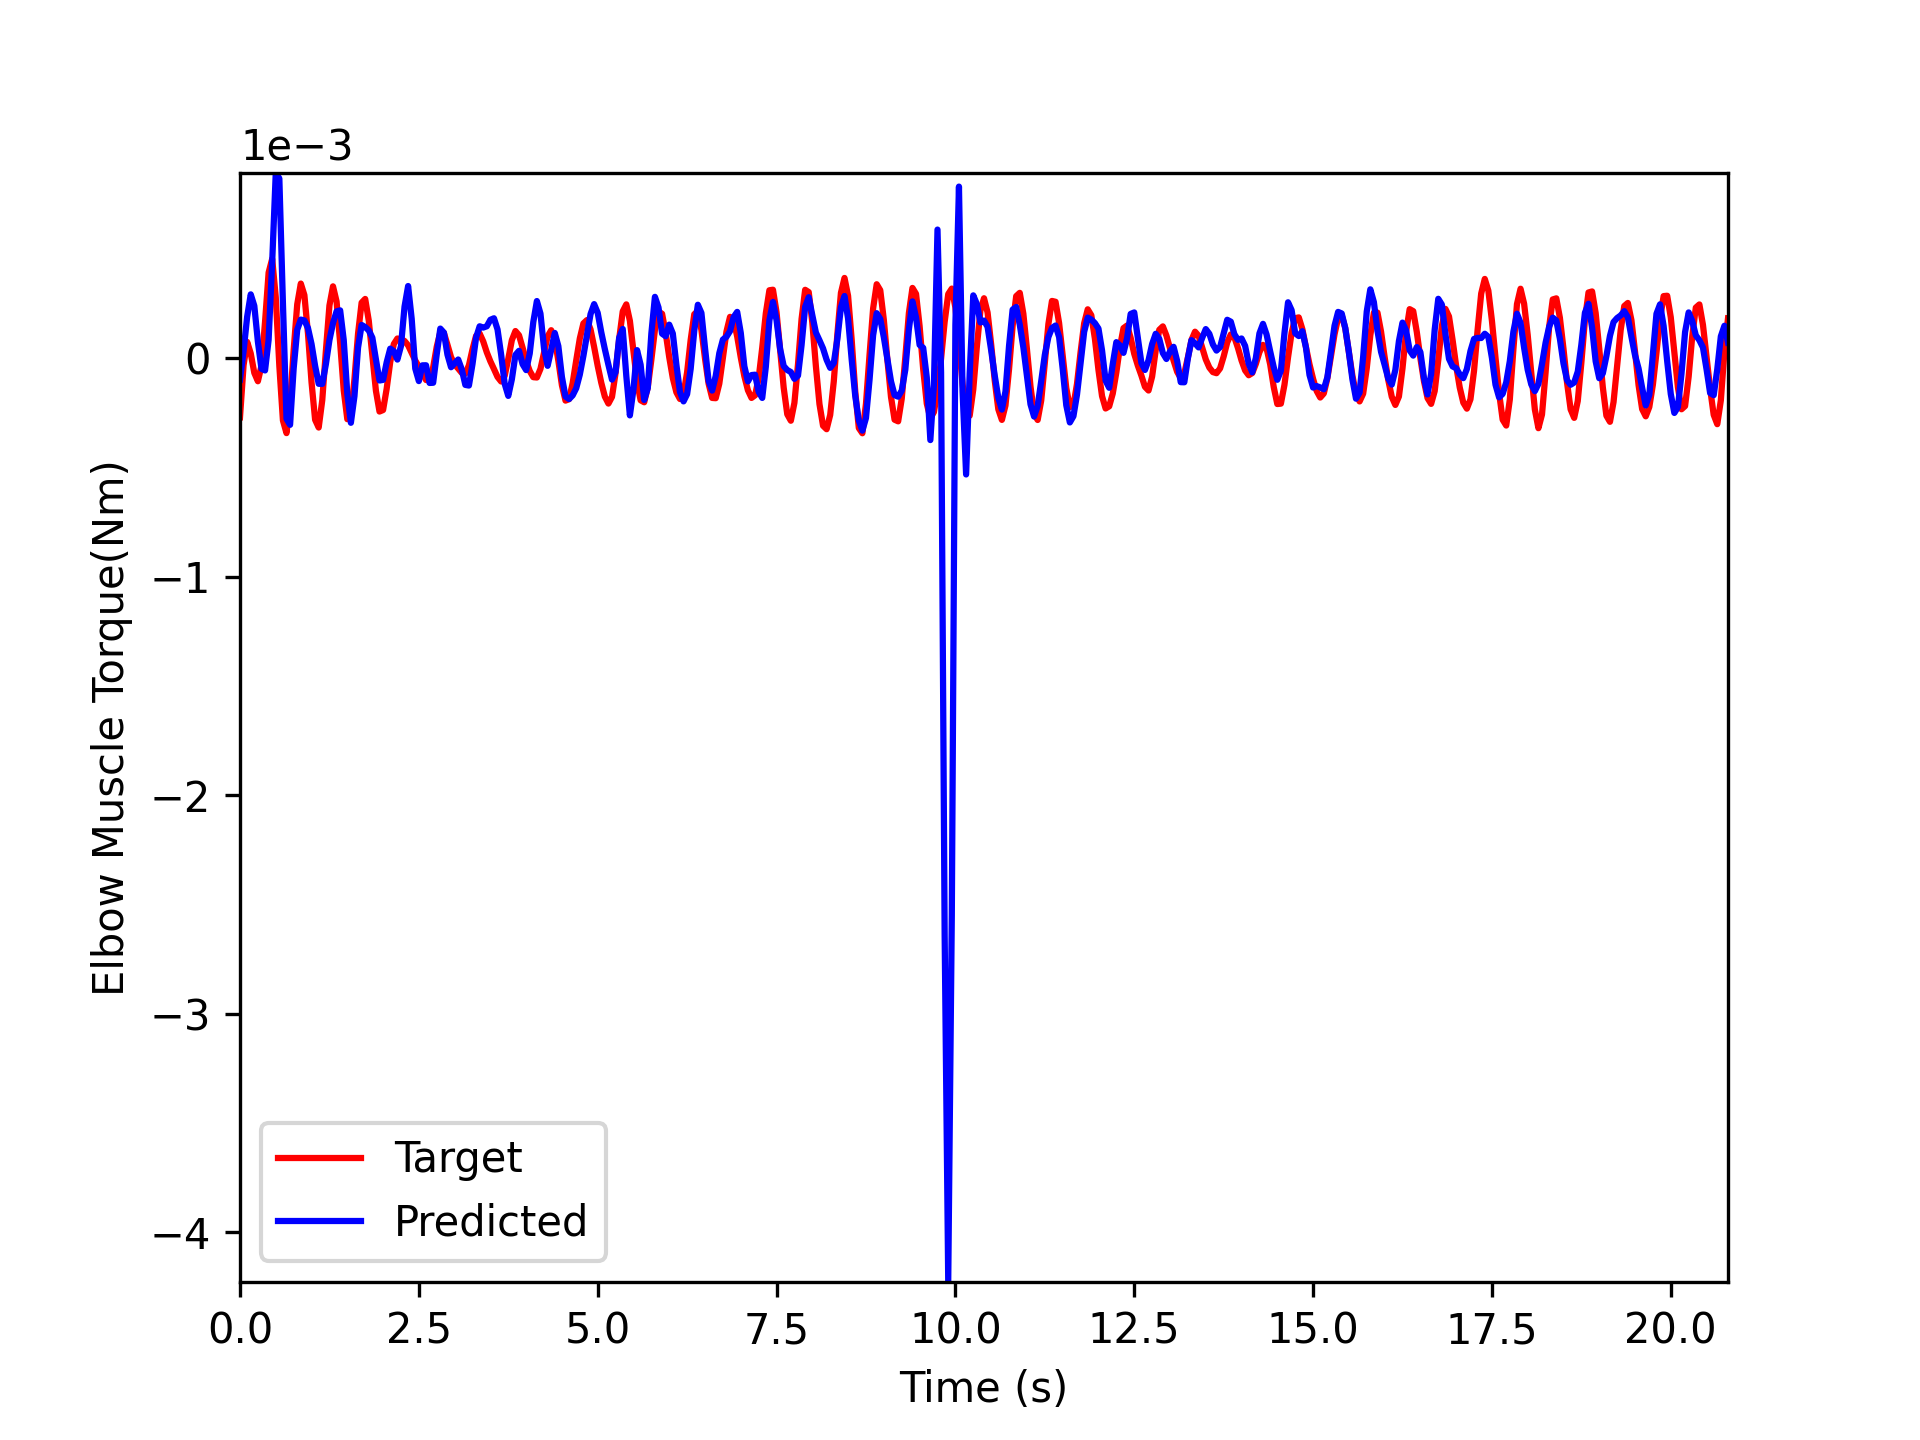 1e−3
0
−1
−2
−3
−4
Elbow Muscle Torque(Nm)
Target
Predicted
0.0 2.5 5.0 7.5 10.0 12.5 15.0 17.5 20.0
Time (s)